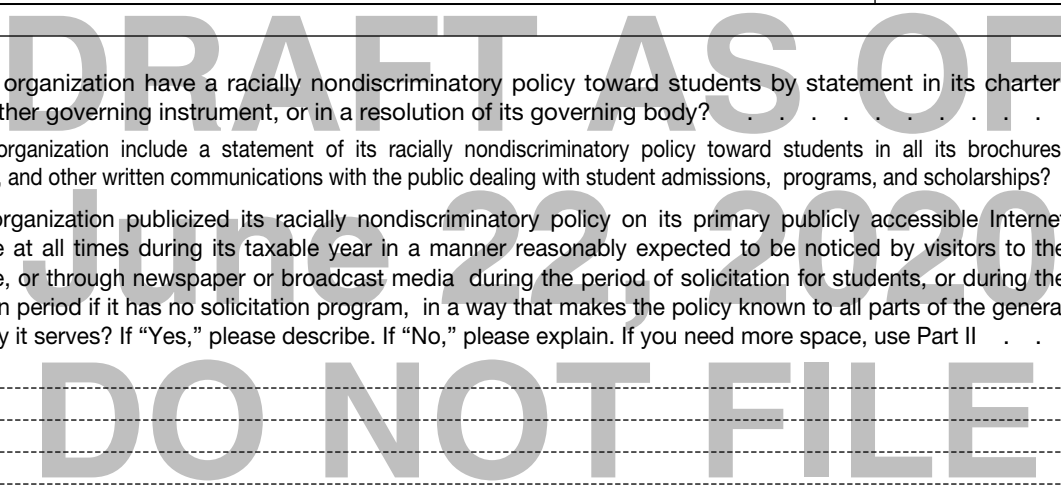 DRAFT AS OF
organization have a racially nondiscriminatory policy toward students by statement in its charter
ther governing instrument, or in a resolution of its governing body? . . . . . . . . . .
organization include a statement of its racially nondiscriminatory policy toward students in all its brochures
, and other written communications with the public dealing with student admissions, programs, and scholarships?
June 22, 2020
organization publicized its racially nondiscriminatory policy on its primary publicly accessible Internet
e at all times during its taxable year in a manner reasonably expected to be noticed by visitors to the
e, or through newspaper or broadcast media during the period of solicitation for students, or during the
n period if it has no solicitation program, in a way that makes the policy known to all parts of the genera
y it serves? If “Yes,” please describe. If “No,” please explain. If you need more space, use Part II . .
DO NOT FILE